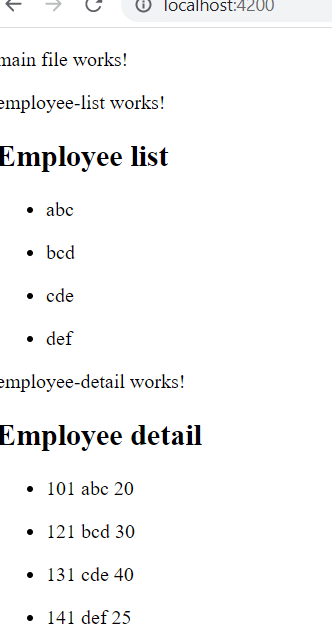 localhost:4200
main file works!
employee-list works!
Employee list
• abc
• bcd
• cde
• def
employee-detail works!
Employee detail
• 101 abc 20
• 121 bcd 30
• 131 cde 40
• 141 def 25